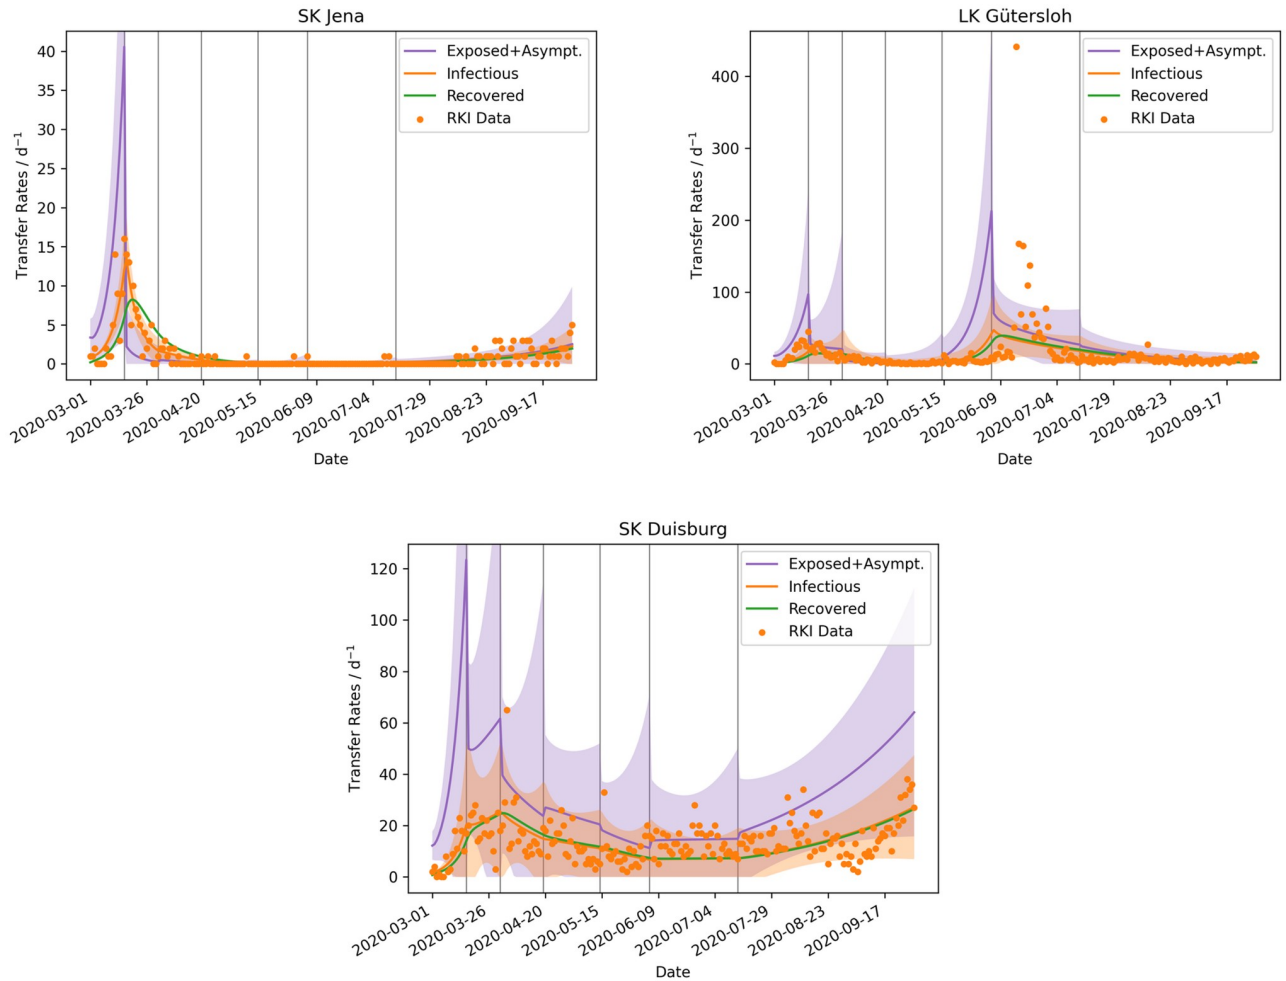 SK Jena
Transfer Rates / d⁻¹
40
35
30
25
20
15
10
5
0
Exposed+Asympt.
Infectious
Recovered
RKI Data
2020-03-01
2020-03-26
2020-04-20
2020-05-15
2020-06-09
2020-07-04
2020-07-29
2020-08-23
2020-09-17
Date
LK Gütersloh
Transfer Rates / d⁻¹
400
300
200
100
0
Exposed+Asympt.
Infectious
Recovered
RKI Data
2020-03-01
2020-03-26
2020-04-20
2020-05-15
2020-06-09
2020-07-04
2020-07-29
2020-08-23
2020-09-17
Date
SK Duisburg
Transfer Rates / d⁻¹
120
100
80
60
40
20
0
Exposed+Asympt.
Infectious
Recovered
RKI Data
2020-03-01
2020-03-26
2020-04-20
2020-05-15
2020-06-09
2020-07-04
2020-07-29
2020-08-23
2020-09-17
Date